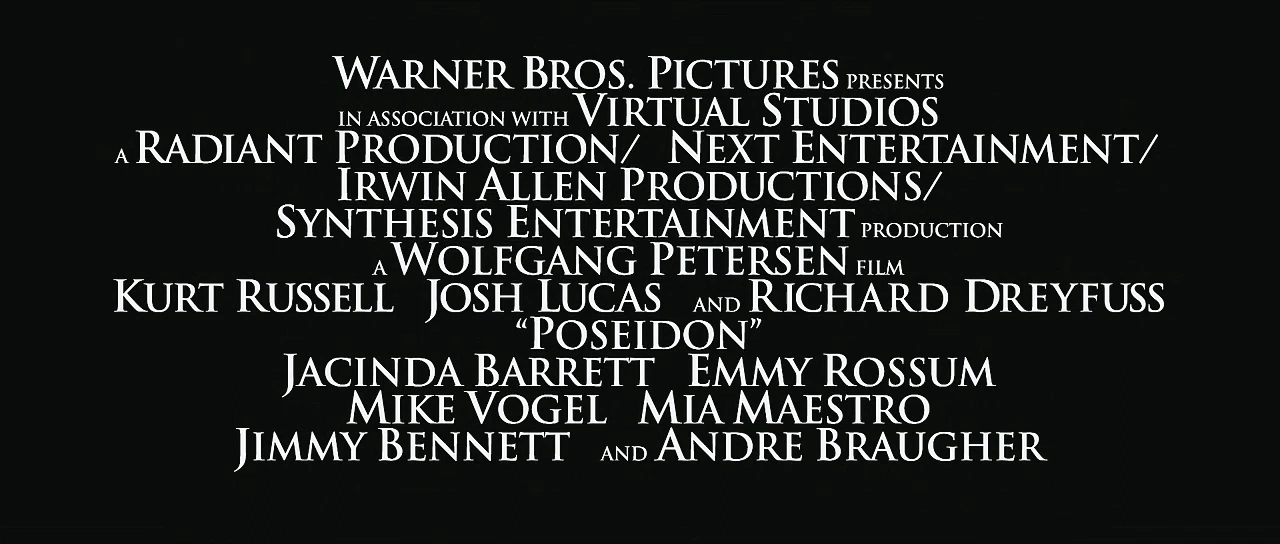 WARNER BROS. PICTURES PRESENTS
IN ASSOCIATION WITH VIRTUAL STUDIOS
A RADIANT PRODUCTION/ NEXT ENTERTAINMENT/
IRWIN ALLEN PRODUCTIONS/
SYNTHESIS ENTERTAINMENT PRODUCTION
A WOLFGANG PETERSEN FILM
KURT RUSSELL JOSH LUCAS AND RICHARD DREYFUSS
“POSEIDON”
JACINDA BARRETT EMMY ROSSUM
MIKE VOGEL MIA MAESTRO
JIMMY BENNETT AND ANDRE BRAUGHER